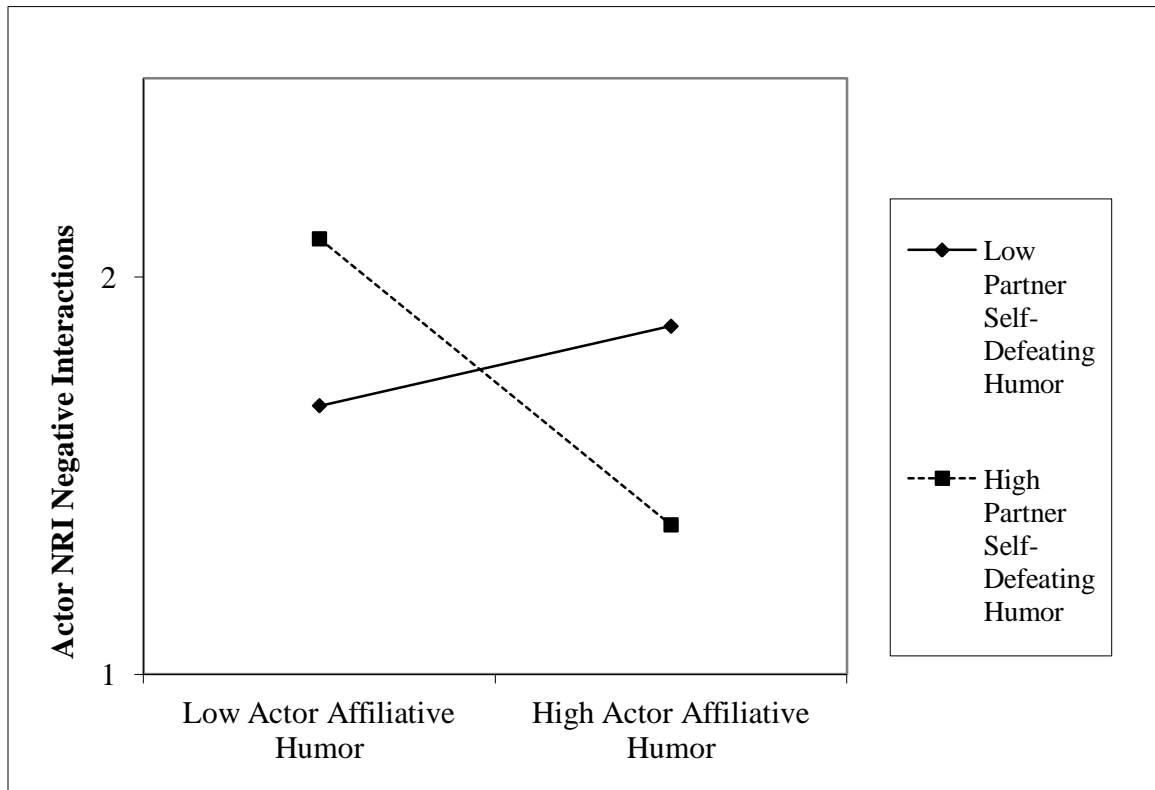 Actor NRI Negative Interactions
2
1
Low Actor Affiliative
Humor
High Actor Affiliative
Humor
Low
Partner
Self-
Defeating
Humor
High
Partner
Self-
Defeating
Humor